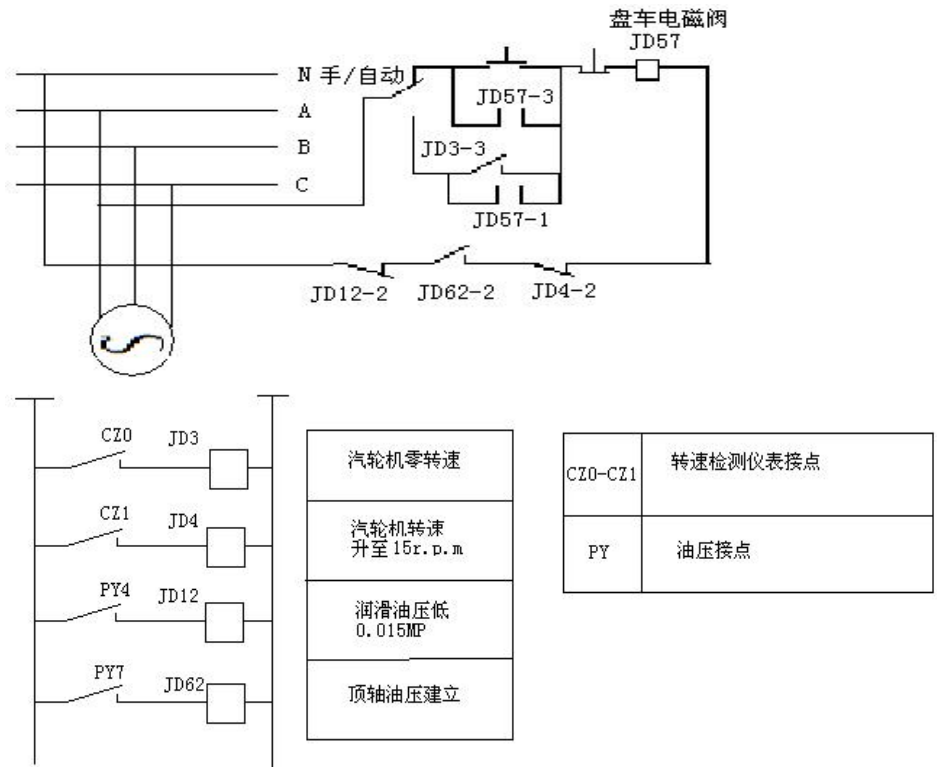 盘车电磁阀
JD57
N 手/自动
A
B
C
JD57-3
JD3-3
JD57-1
JD12-2 JD62-2 JD4-2
CZ0 JD3
CZ1 JD4
PY4 JD12
PY7 JD62
汽轮机零转速
汽轮机转速
升至15r.p.m
润滑油压低
0.015MP
顶轴油压建立
CZ0-CZ1 转速检测仪表接点
PY 油压接点